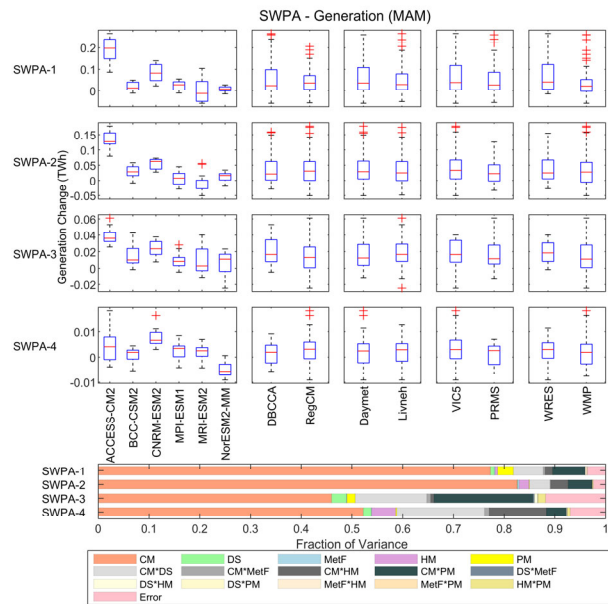 SWPA - Generation (MAM)
SWPA-1
0.2
0.1
0
SWPA-2
0.15
0.1
0.05
0
-0.05
Generation Change (TWh)
SWPA-3
0.06
0.04
0.02
0
-0.02
SWPA-4
0.01
0
-0.01
ACCESS-CM2
BCC-CSM2
CNRM-ESM2
MPI-ESM1
MRI-ESM2
NorESM2-MM
DBCCA
RegCM
Daymet
Livneh
VIC5
PRMS
WRES
WMP
SWPA-1
SWPA-2
SWPA-3
SWPA-4
0 0.1 0.2 0.3 0.4 0.5 0.6 0.7 0.8 0.9 1
Fraction of Variance
CM DS MetF HM PM
CM*DS CM*MetF CM*HM CM*PM DS*MetF
DS*HM DS*PM MetF*HM MetF*PM HM*PM
Error